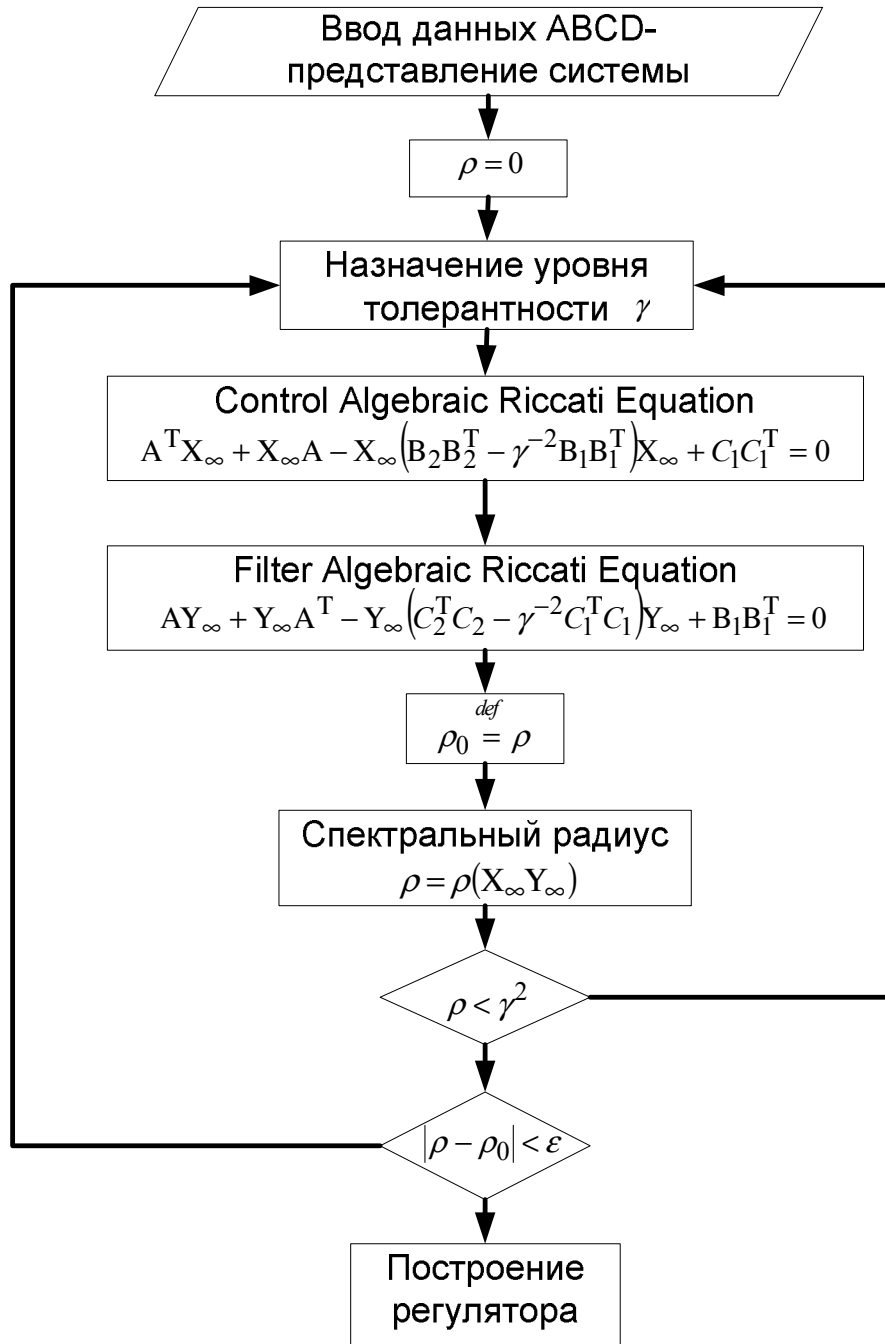 Ввод данных ABCD-
представление системы
ρ = 0
Назначение уровня
толерантности γ
Control Algebraic Riccati Equation
AᵀX∞ + X∞A − X∞(B₂B₂ᵀ − γ⁻²B₁B₁ᵀ)X∞ + C₁C₁ᵀ = 0
Filter Algebraic Riccati Equation
AY∞ + Y∞Aᵀ − Y∞(C₂ᵀC₂ − γ⁻²C₁ᵀC₁)Y∞ + B₁B₁ᵀ = 0
def
ρ₀ = ρ
Спектральный радиус
ρ = ρ(X∞Y∞)
ρ < γ²
|ρ − ρ₀| < ε
Построение
регулятора